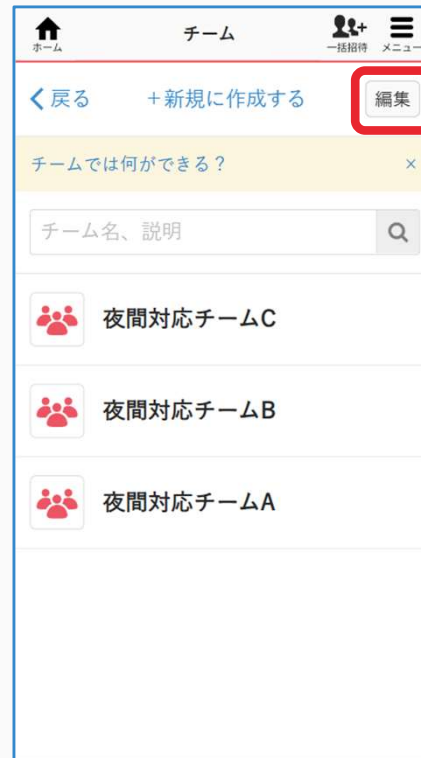 チーム
ホーム
一括招待
メニュー
戻る
+新規に作成する
編集
チームでは何ができる？
×
チーム名、説明
夜間対応チームC
夜間対応チームB
夜間対応チームA